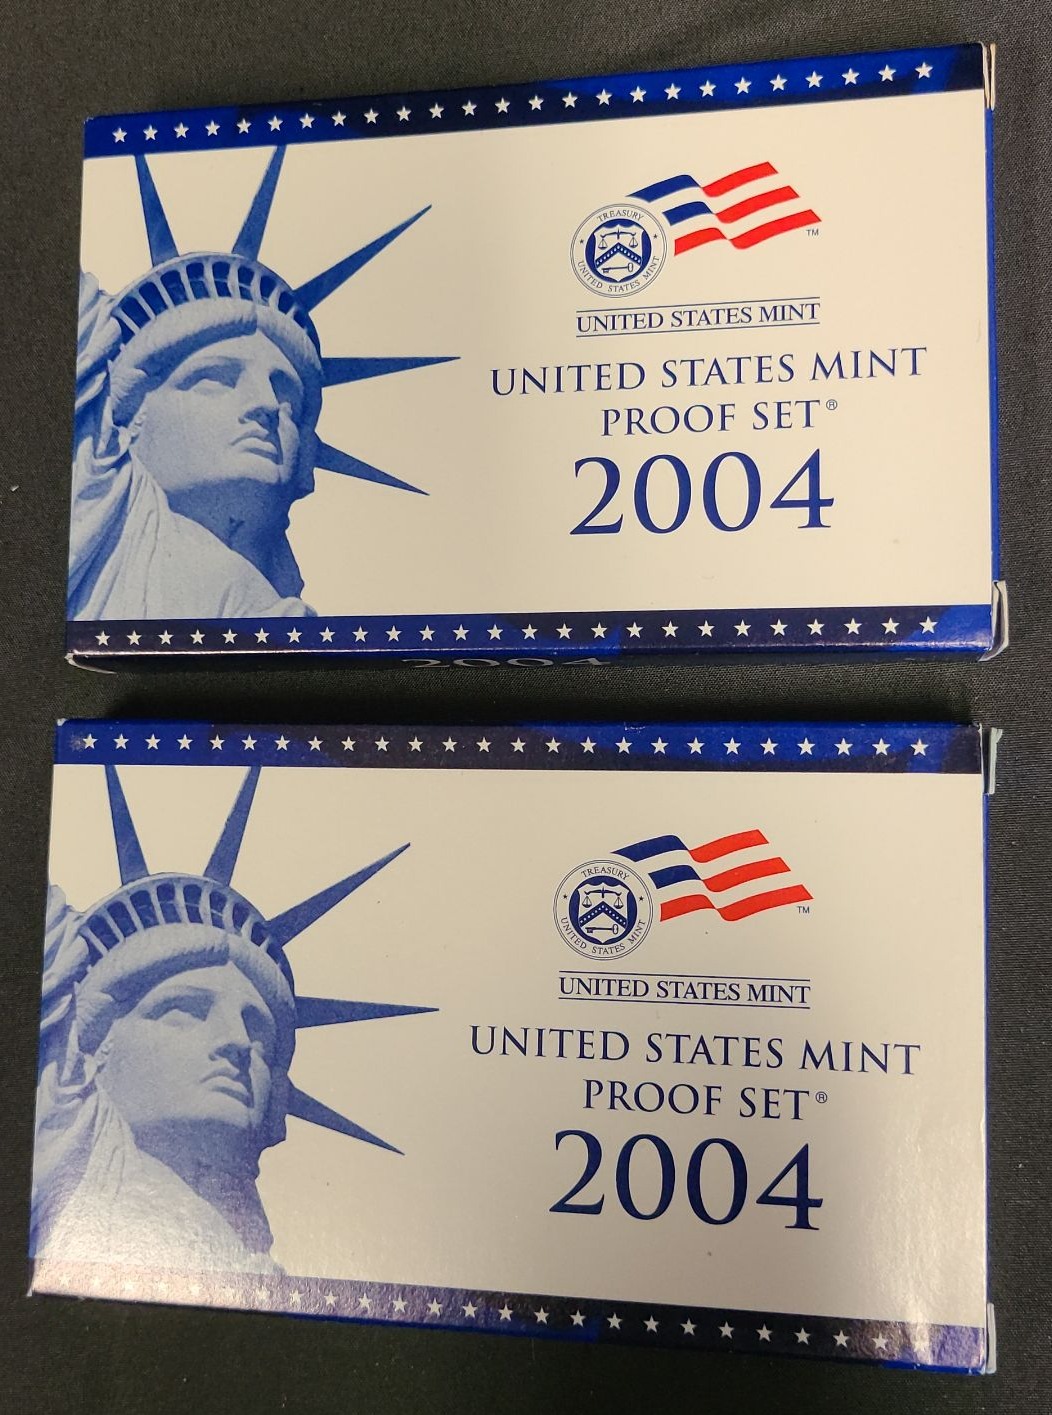 TREASURY
UNITED STATES MINT
TM
UNITED STATES MINT
UNITED STATES MINT
PROOF SET®
2004
2004
TREASURY
UNITED STATES MINT
TM
UNITED STATES MINT
UNITED STATES MINT
PROOF SET®
2004